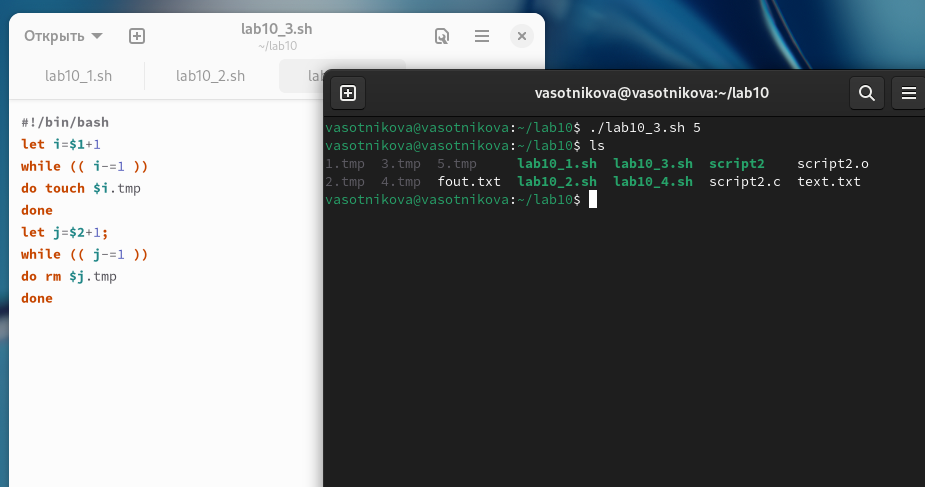 Открыть
lab10_3.sh
~/lab10
lab10_1.sh
lab10_2.sh
#!/bin/bash
let i=$1+1
while (( i-=1 ))
do touch $i.tmp
done
let j=$2+1;
while (( j-=1 ))
do rm $j.tmp
done
vasotnikova@vasotnikova:~/lab10
vasotnikova@vasotnikova:~/lab10$ ./lab10_3.sh 5
vasotnikova@vasotnikova:~/lab10$ ls
1.tmp 3.tmp 5.tmp lab10_1.sh lab10_3.sh script2 script2.o
2.tmp 4.tmp fout.txt lab10_2.sh lab10_4.sh script2.c text.txt
vasotnikova@vasotnikova:~/lab10$